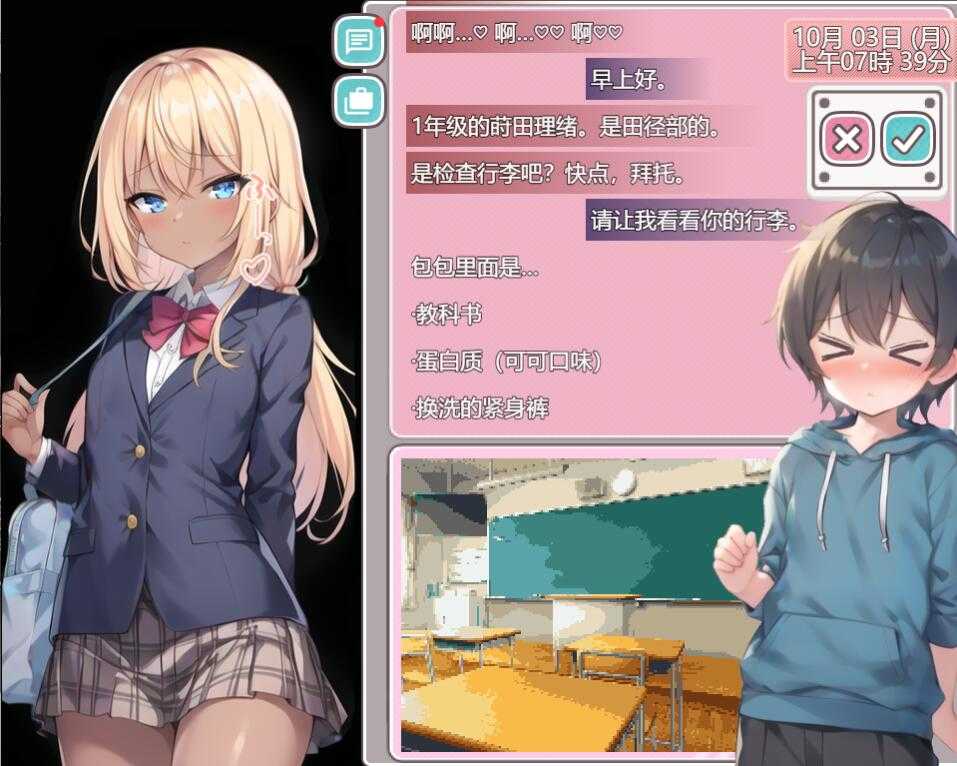 啊啊…♡ 啊…♡♡ 啊♡♡
10月 03日 (月)
上午07時 39分
早上好。
1年级的莳田理绪。是田径部的。
是检查行李吧？快点，拜托。
请让我看看你的行李。
包包里面是…
·教科书
·蛋白质（可可口味）
·换洗的紧身裤